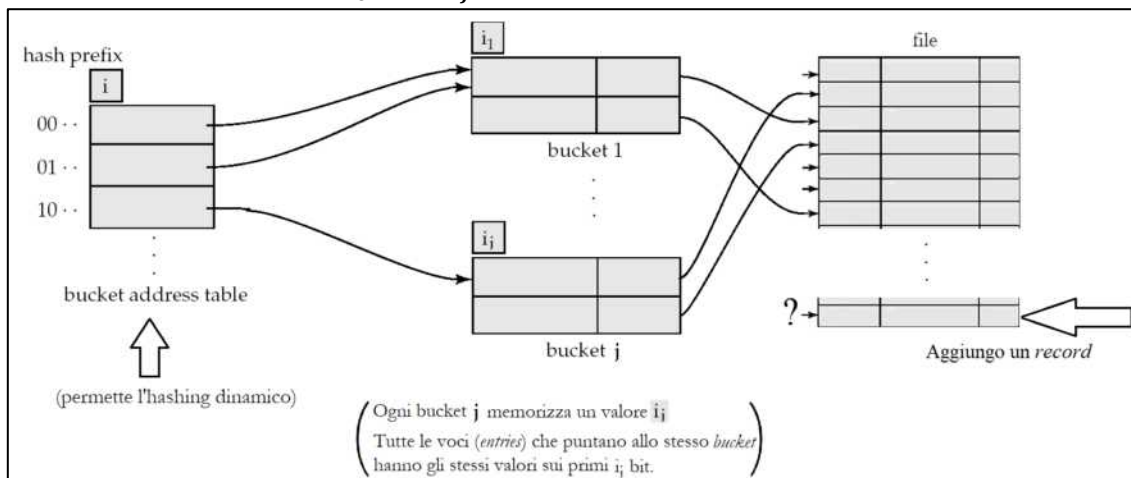 hash prefix
i
00 ··
01 ··
10 ··
bucket address table
(permette l'hashing dinamico)
i1
bucket 1
ij
bucket j
file
?
Aggiungo un record
Ogni bucket j memorizza un valore ij
Tutte le voci (entries) che puntano allo stesso bucket
hanno gli stessi valori sui primi ij bit.